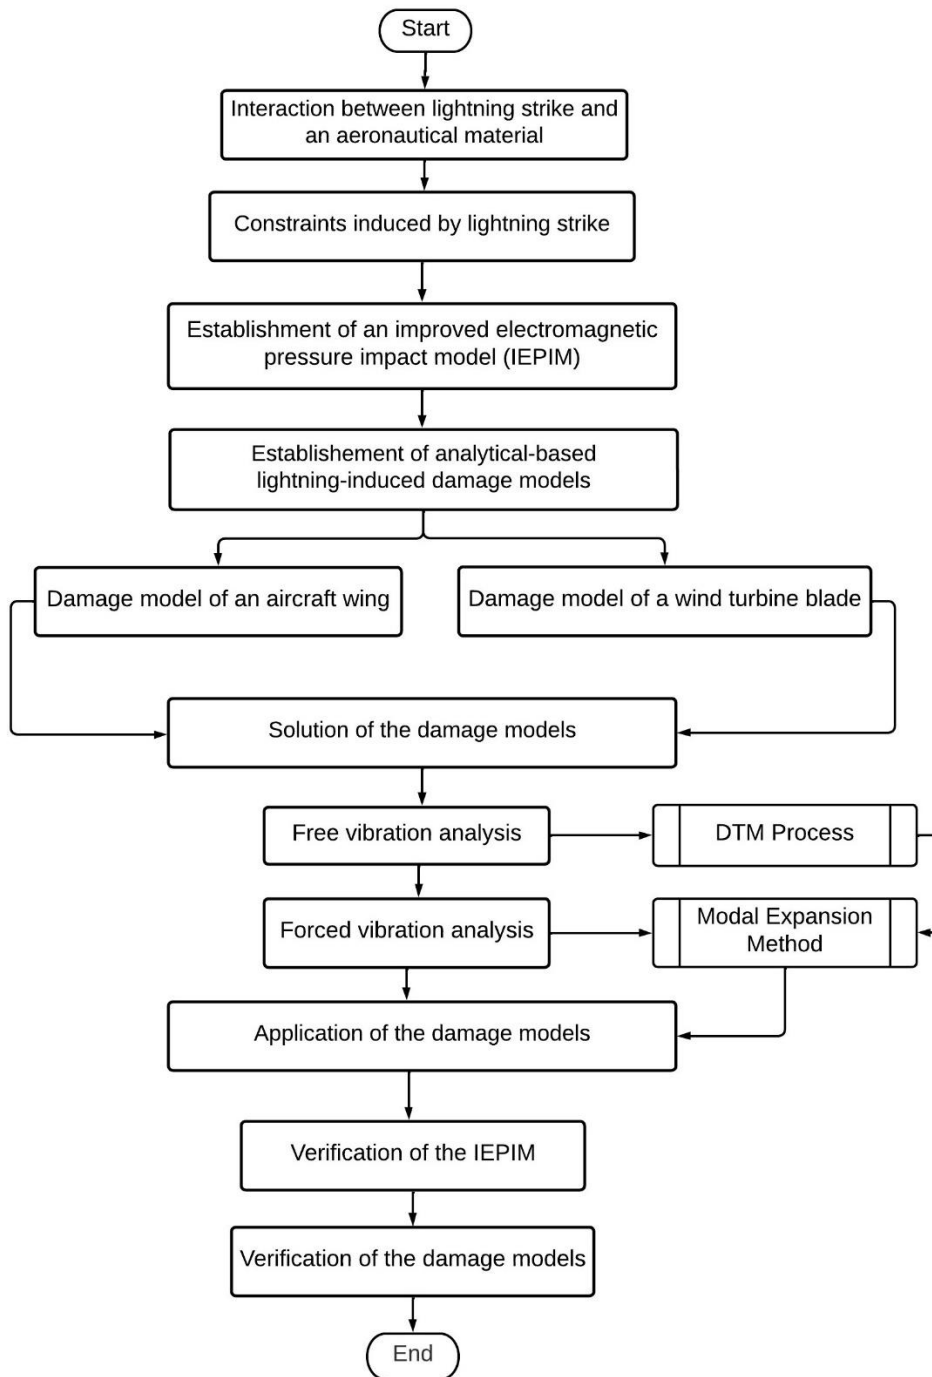 Start
Interaction between lightning strike and
an aeronautical material
Constraints induced by lightning strike
Establishment of an improved electromagnetic
pressure impact model (IEPIM)
Establishement of analytical-based
lightning-induced damage models
Damage model of an aircraft wing
Damage model of a wind turbine blade
Solution of the damage models
Free vibration analysis
DTM Process
Forced vibration analysis
Modal Expansion
Method
Application of the damage models
Verification of the IEPIM
Verification of the damage models
End